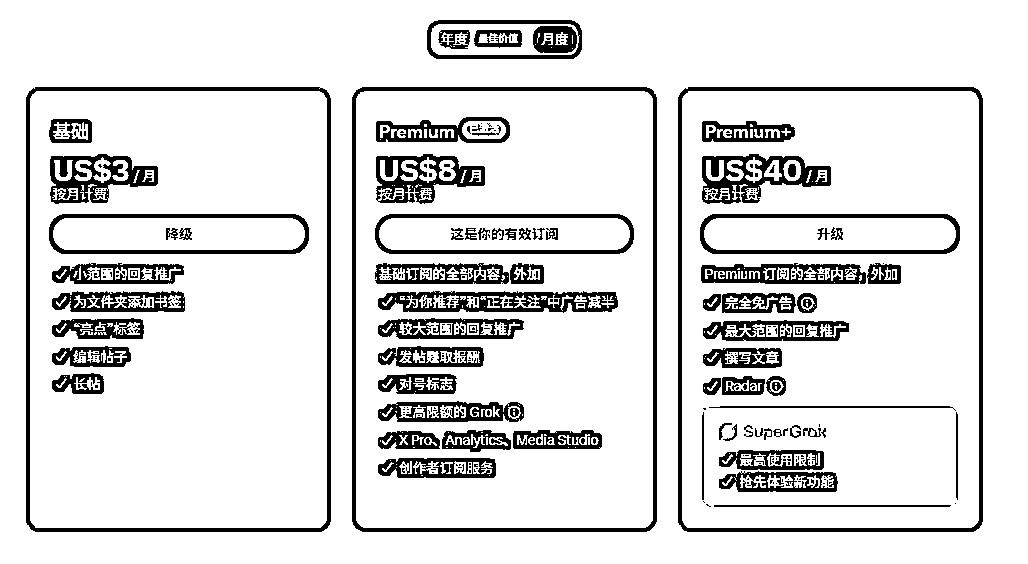 年度 最佳价值 月度
基础
US$3 / 月
按月计费
降级
小范围的回复推广
为文件夹添加书签
“亮点”标签
编辑帖子
长帖
Premium 已激活
US$8 / 月
按月计费
这是你的有效订阅
基础订阅的全部内容，外加
“为你推荐”和“正在关注”中广告减半
较大范围的回复推广
发帖赚取报酬
对号标志
更高限额的 Grok
X Pro、Analytics、Media Studio
创作者订阅服务
Premium+
US$40 / 月
按月计费
升级
Premium 订阅的全部内容，外加
完全免广告
最大范围的回复推广
撰写文章
Radar
SuperGrok
最高使用限制
抢先体验新功能